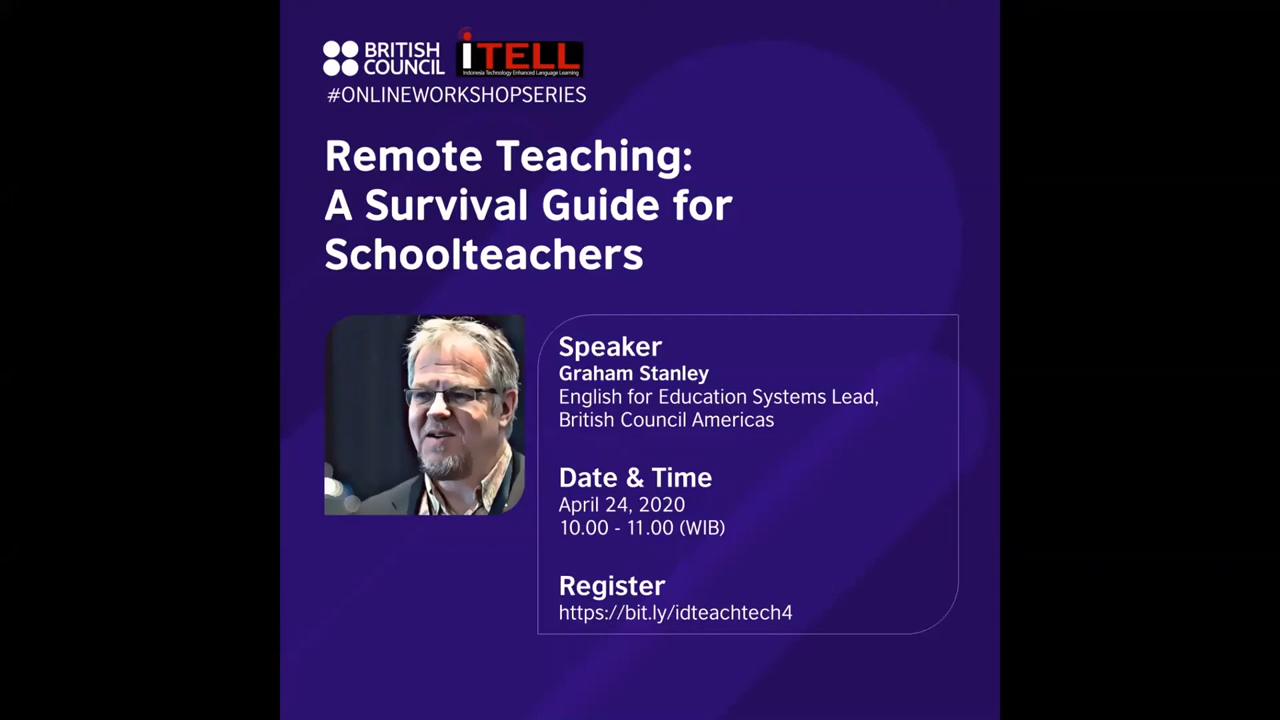 BRITISH
COUNCIL
iTELL
Indonesia Technology Enhanced Language Learning
#ONLINEWORKSHOPSERIES
Remote Teaching:
A Survival Guide for
Schoolteachers
Speaker
Graham Stanley
English for Education Systems Lead,
British Council Americas
Date & Time
April 24, 2020
10.00 - 11.00 (WIB)
Register
https://bit.ly/idteachtech4